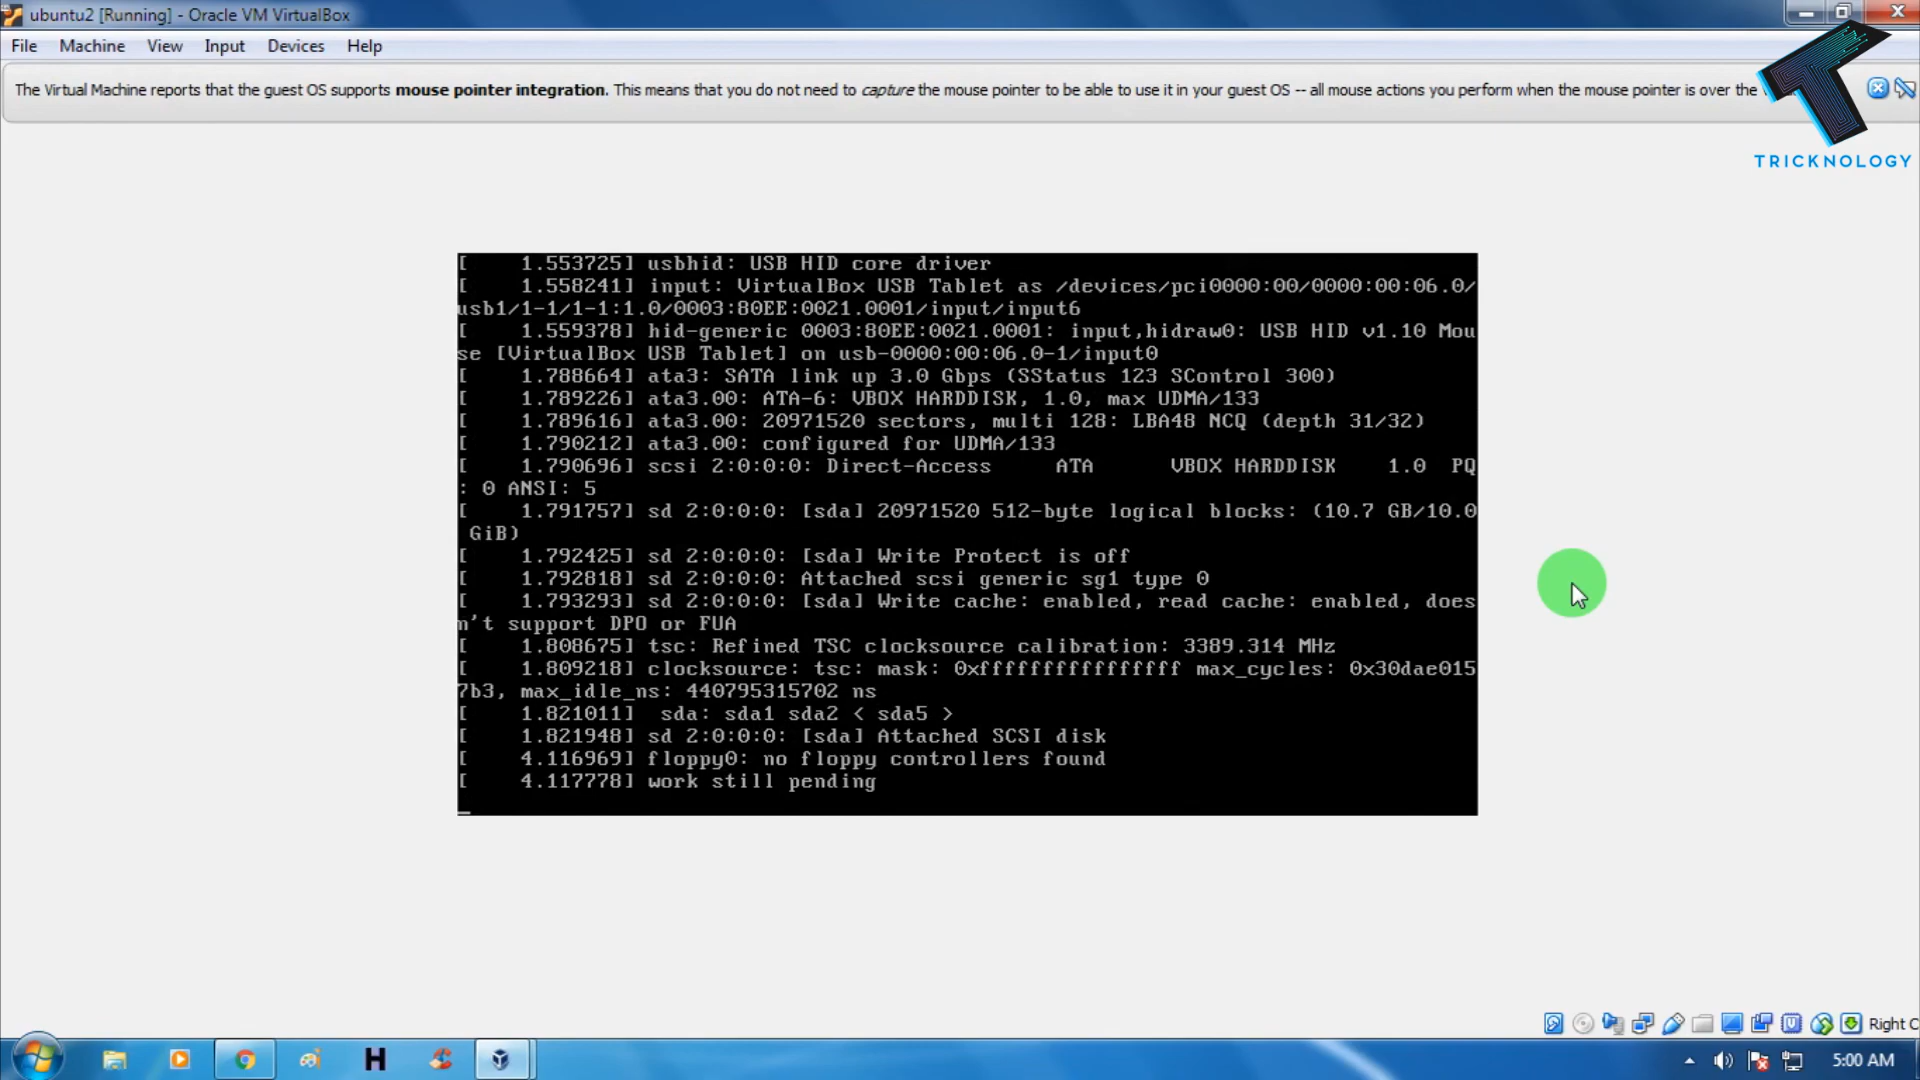 ubuntu2 [Running] - Oracle VM VirtualBox
File Machine View Input Devices Help
The Virtual Machine reports that the guest OS supports mouse pointer integration. This means that you do not need to capture the mouse pointer to be able to use it in your guest OS -- all mouse actions you perform when the mouse pointer is over the
TRICKNOLOGY
[    1.553725] usbhid: USB HID core driver
[    1.558241] input: VirtualBox USB Tablet as /devices/pci0000:00/0000:00:06.0/
usb1/1-1/1-1:1.0/0003:80EE:0021.0001/input/input6
[    1.559378] hid-generic 0003:80EE:0021.0001: input,hidraw0: USB HID v1.10 Mou
se [VirtualBox USB Tablet] on usb-0000:00:06.0-1/input0
[    1.788664] ata3: SATA link up 3.0 Gbps (SStatus 123 SControl 300)
[    1.789226] ata3.00: ATA-6: VBOX HARDDISK, 1.0, max UDMA/133
[    1.789616] ata3.00: 20971520 sectors, multi 128: LBA48 NCQ (depth 31/32)
[    1.790212] ata3.00: configured for UDMA/133
[    1.790696] scsi 2:0:0:0: Direct-Access     ATA      VBOX HARDDISK    1.0  PQ
: 0 ANSI: 5
[    1.791757] sd 2:0:0:0: [sda] 20971520 512-byte logical blocks: (10.7 GB/10.0
 GiB)
[    1.792425] sd 2:0:0:0: [sda] Write Protect is off
[    1.792818] sd 2:0:0:0: Attached scsi generic sg1 type 0
[    1.793293] sd 2:0:0:0: [sda] Write cache: enabled, read cache: enabled, does
n't support DPO or FUA
[    1.808675] tsc: Refined TSC clocksource calibration: 3389.314 MHz
[    1.809218] clocksource: tsc: mask: 0xffffffffffffffff max_cycles: 0x30dae015
7b3, max_idle_ns: 440795315702 ns
[    1.821011]  sda: sda1 sda2 < sda5 >
[    1.821948] sd 2:0:0:0: [sda] Attached SCSI disk
[    4.116969] floppy0: no floppy controllers found
[    4.117778] work still pending
Right C
H
5:00 AM